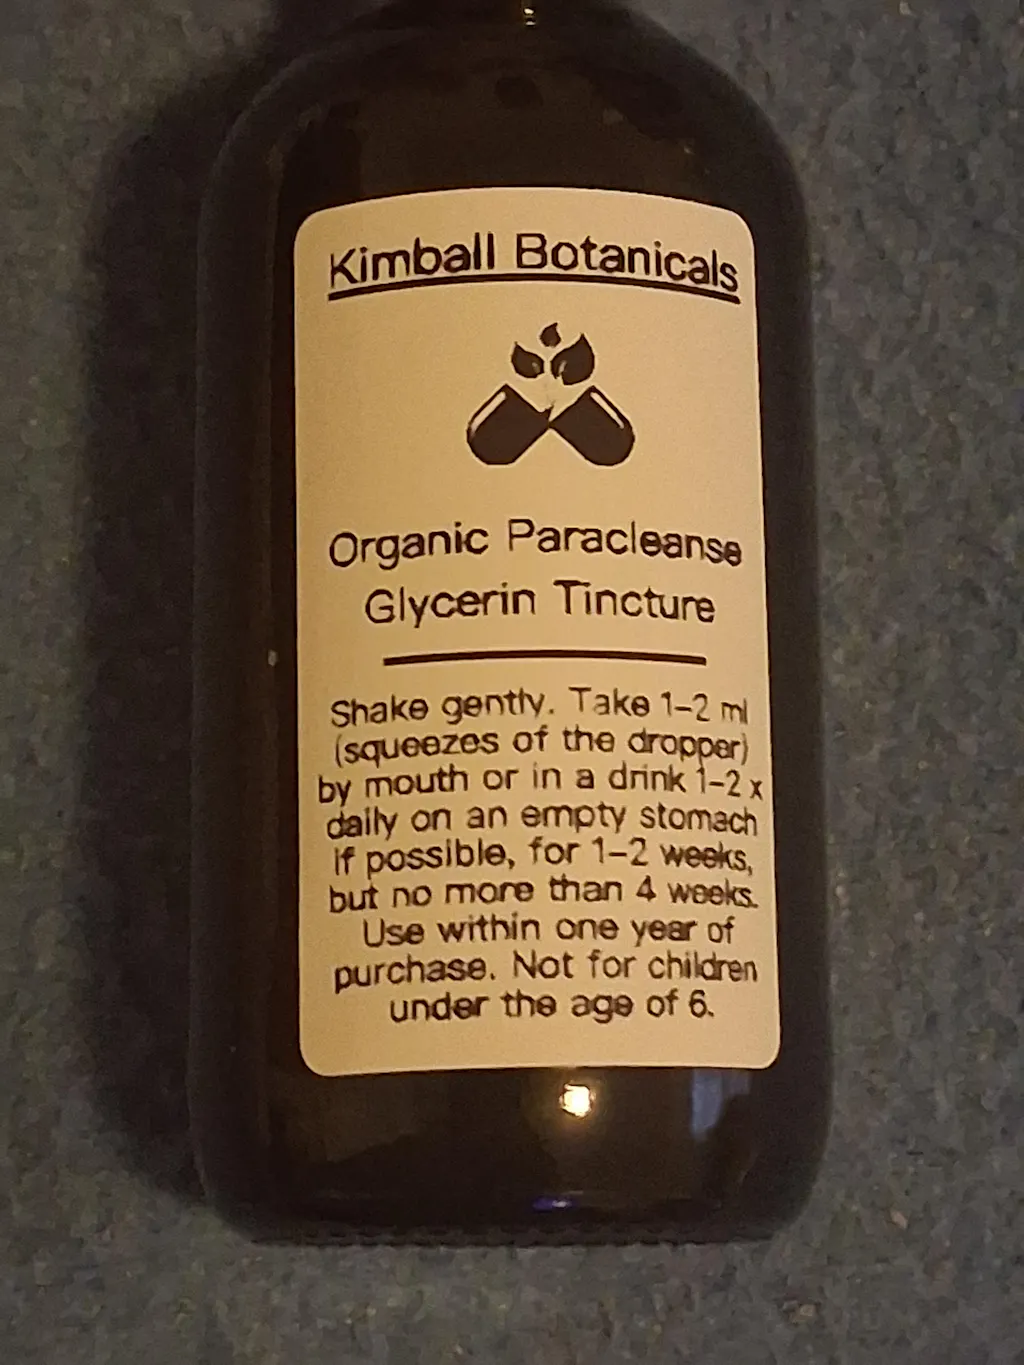 Kimball Botanicals
Organic Paracleanse
Glycerin Tincture
Shake gently. Take 1-2 ml
(squeezes of the dropper)
by mouth or in a drink 1-2 x
daily on an empty stomach
if possible, for 1-2 weeks,
but no more than 4 weeks.
Use within one year of
purchase. Not for children
under the age of 6.